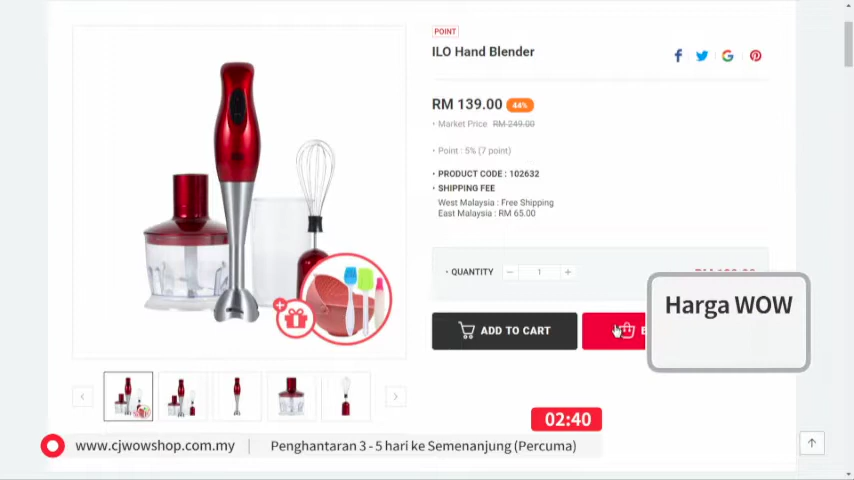 POINT
ILO Hand Blender
RM 139.00 44%
• Market Price RM 249.00
• Point : 5% (7 point)
• PRODUCT CODE : 102632
• SHIPPING FEE
West Malaysia : Free Shipping
East Malaysia : RM 65.00
• QUANTITY 1
Harga WOW
ADD TO CART
02:40
www.cjwowshop.com.my | Penghantaran 3 - 5 hari ke Semenanjung (Percuma)